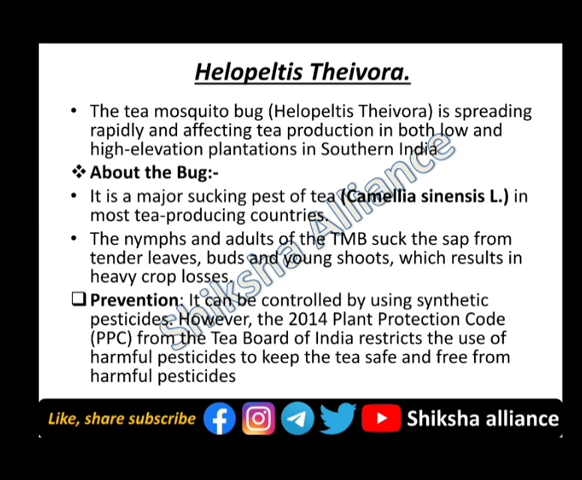 Helopeltis Theivora.
• The tea mosquito bug (Helopeltis Theivora) is spreading
rapidly and affecting tea production in both low and
high-elevation plantations in Southern India
❖ About the Bug:-
• It is a major sucking pest of tea (Camellia sinensis L.) in
most tea-producing countries.
• The nymphs and adults of the TMB suck the sap from
tender leaves, buds and young shoots, which results in
heavy crop losses.
❑ Prevention: It can be controlled by using synthetic
pesticides. However, the 2014 Plant Protection Code
(PPC) from the Tea Board of India restricts the use of
harmful pesticides to keep the tea safe and free from
harmful pesticides
Shiksha Alliance
Like, share subscribe Shiksha alliance